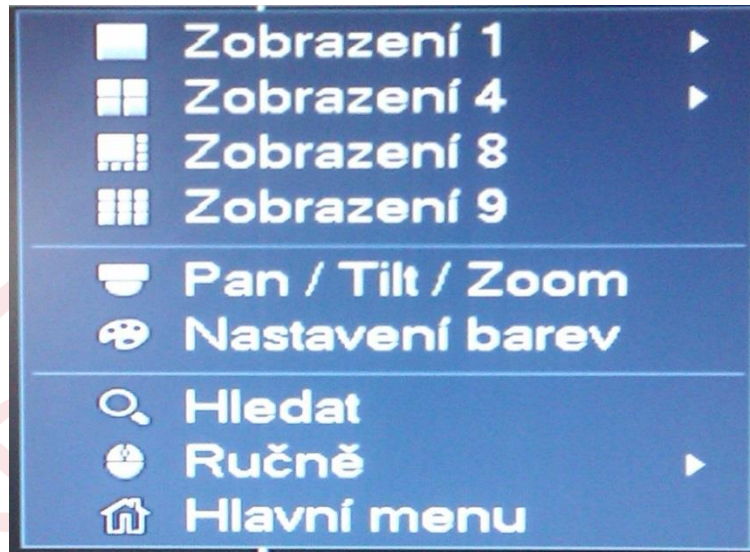 Zobrazení 1
Zobrazení 4
Zobrazení 8
Zobrazení 9
Pan / Tilt / Zoom
Nastavení barev
Hledat
Ručně
Hlavní menu